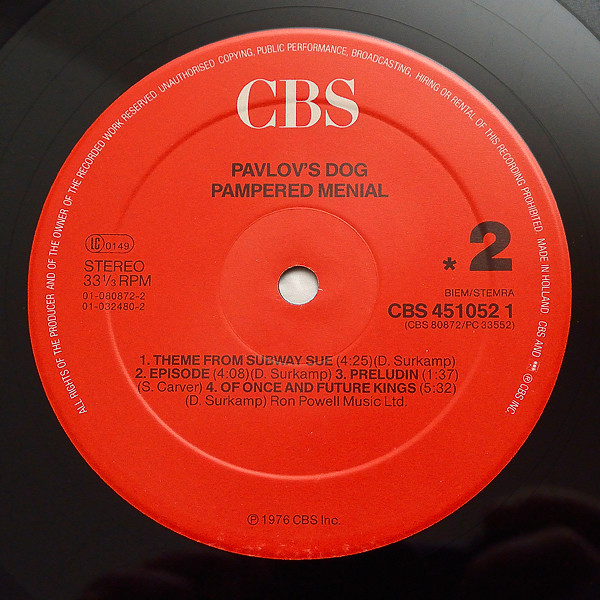 ALL RIGHTS OF THE PRODUCER AND OF THE OWNER OF THE RECORDED WORK RESERVED UNAUTHORISED COPYING, PUBLIC PERFORMANCE, BROADCASTING, HIRING OR RENTAL OF THIS RECORDING PROHIBITED. MADE IN HOLLAND CBS AND ℗ CBS INC.
CBS
PAVLOV'S DOG
PAMPERED MENIAL
LC 0149
STEREO
33 1/3 RPM
01-080872-2
01-032480-2
* 2
BIEM/STEMRA
CBS 451052 1
(CBS 80872/PC 33552)
1. THEME FROM SUBWAY SUE (4:25)(D. Surkamp)
2. EPISODE (4:08)(D. Surkamp) 3. PRELUDIN (1:37)
(S. Carver) 4. OF ONCE AND FUTURE KINGS (5:32)
(D. Surkamp) Ron Powell Music Ltd.
℗ 1976 CBS Inc.